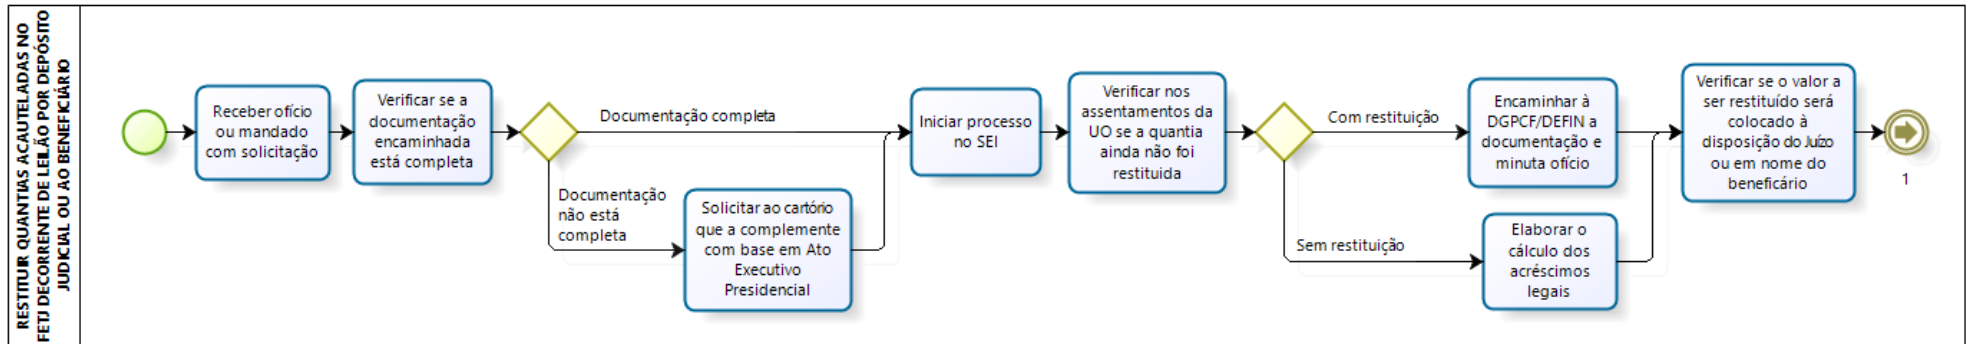 RESTITUIR QUANTIAS ACAUTELADAS NO
FETJ DECORRENTE DE LEILÃO POR DEPÓSITO
JUDICIAL OU AO BENEFICIÁRIO
Receber ofício
ou mandado
com solicitação
Verificar se a
documentação
encaminhada
está completa
Documentação completa
Documentação
não está
completa
Solicitar ao cartório
que a complemente
com base em Ato
Executivo
Presidencial
Iniciar processo
no SEI
Verificar nos
assentamentos da
UO se a quantia
ainda não foi
restituida
Com restituição
Sem restituição
Encaminhar à
DGPCF/DEFIN a
documentação e
minuta ofício
Elaborar o
cálculo dos
acréscimos
legais
Verificar se o valor a
ser restituído será
colocado à
disposição do Juízo
ou em nome do
beneficário
1